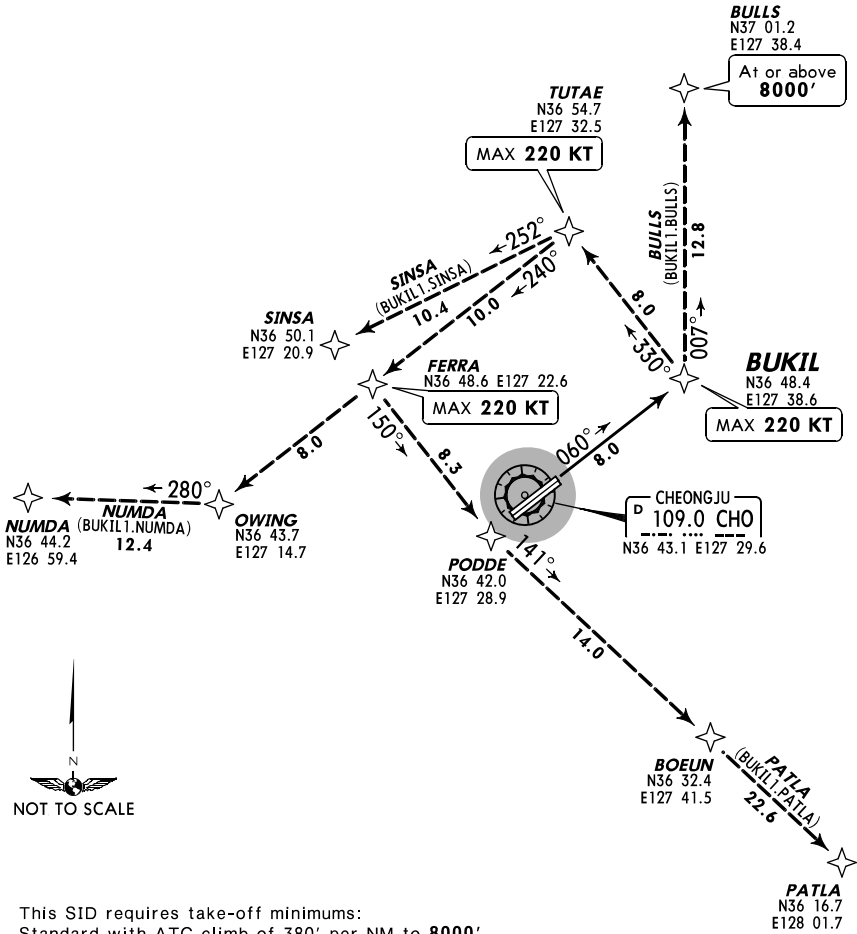 BULLS
N37 01.2
E127 38.4
At or above
8000'
TUTAE
N36 54.7
E127 32.5
MAX 220 KT
BULLS
(BUKIL1.BULLS)
12.8
252°
240°
SINSA
(BUKIL1.SINSA)
10.4
10.0
8.0
330°
007°
SINSA
N36 50.1
E127 20.9
FERRA
N36 48.6 E127 22.6
MAX 220 KT
BUKIL
N36 48.4
E127 38.6
MAX 220 KT
150°
8.3
8.0
060°
8.0
280°
NUMDA
(BUKIL1.NUMDA)
12.4
NUMDA
N36 44.2
E126 59.4
OWING
N36 43.7
E127 14.7
CHEONGJU
D 109.0 CHO
N36 43.1 E127 29.6
PODDE
N36 42.0
E127 28.9
141°
14.0
BOEUN
N36 32.4
E127 41.5
PATLA
(BUKIL1.PATLA)
22.6
N
NOT TO SCALE
PATLA
N36 16.7
E128 01.7
This SID requires take-off minimums:
Standard with ATC climb of 380' per NM to 8000'